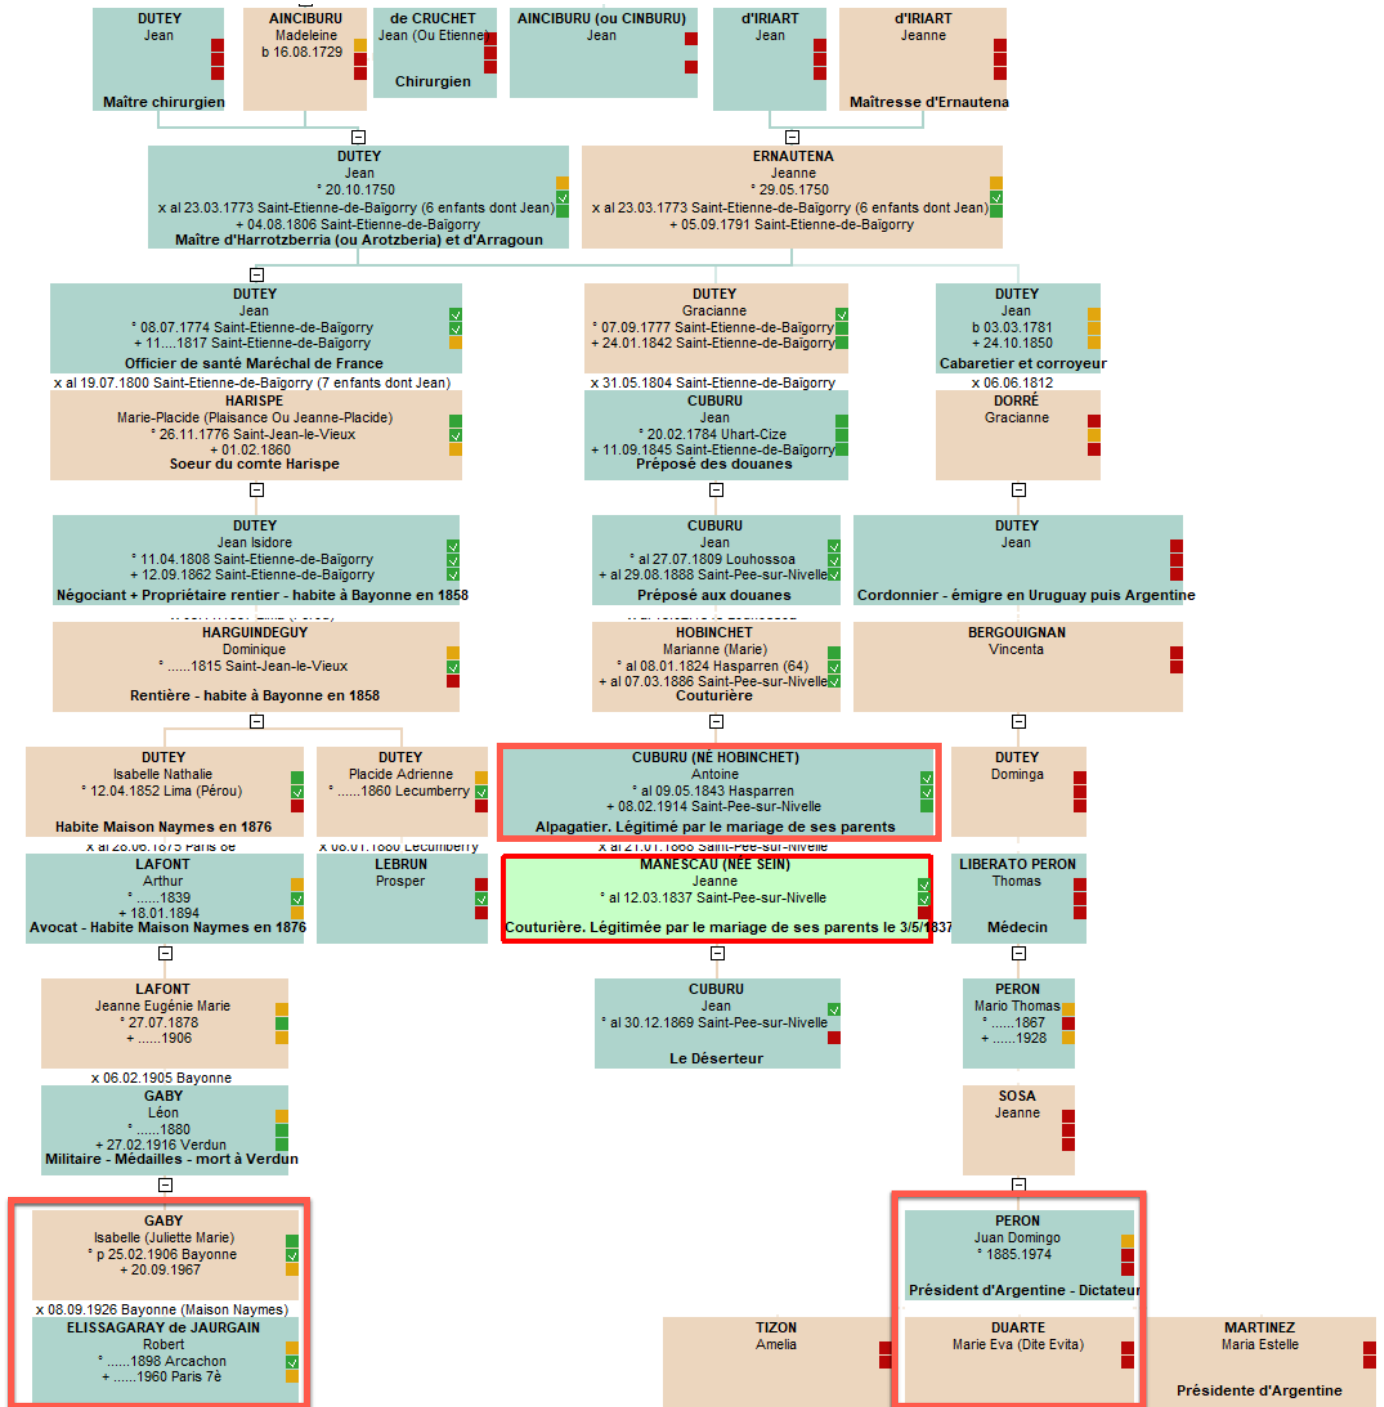 DUTEY
Jean
Maître chirurgien
AINCIBURU
Madeleine
b 16.08.1729
de CRUCHET
Jean (Ou Etienne)
Chirurgien
AINCIBURU (ou CINBURU)
Jean
d'IRIART
Jean
d'IRIART
Jeanne
Maîtresse d'Ernautena
DUTEY
Jean
° 20.10.1750
x al 23.03.1773 Saint-Etienne-de-Baïgorry (6 enfants dont Jean)
+ 04.08.1806 Saint-Etienne-de-Baïgorry
Maître d'Harrotzberria (ou Arotzberia) et d'Arragoun
ERNAUTENA
Jeanne
° 29.05.1750
x al 23.03.1773 Saint-Etienne-de-Baïgorry (6 enfants dont Jean)
+ 05.09.1791 Saint-Etienne-de-Baïgorry
DUTEY
Jean
° 08.07.1774 Saint-Etienne-de-Baïgorry
+ 11....1817 Saint-Etienne-de-Baïgorry
Officier de santé Maréchal de France
x al 19.07.1800 Saint-Etienne-de-Baïgorry (7 enfants dont Jean)
HARISPE
Marie-Placide (Plaisance Ou Jeanne-Placide)
° 26.11.1776 Saint-Jean-le-Vieux
+ 01.02.1860
Soeur du comte Harispe
DUTEY
Gracianne
° 07.09.1777 Saint-Etienne-de-Baïgorry
+ 24.01.1842 Saint-Etienne-de-Baïgorry
x 31.05.1804 Saint-Etienne-de-Baïgorry
CUBURU
Jean
° 20.02.1784 Uhart-Cize
+ 11.09.1845 Saint-Etienne-de-Baïgorry
Préposé des douanes
DUTEY
Jean
b 03.03.1781
+ 24.10.1850
Cabaretier et corroyeur
x 06.06.1812
DORRÉ
Gracianne
DUTEY
Jean Isidore
° 11.04.1808 Saint-Etienne-de-Baïgorry
+ 12.09.1862 Saint-Etienne-de-Baïgorry
Négociant + Propriétaire rentier - habite à Bayonne en 1858
HARGUINDEGUY
Dominique
° ......1815 Saint-Jean-le-Vieux
Rentière - habite à Bayonne en 1858
CUBURU
Jean
° al 27.07.1809 Louhossoa
+ al 29.08.1888 Saint-Pee-sur-Nivelle
Préposé aux douanes
HOBINCHET
Marianne (Marie)
° al 08.01.1824 Hasparren (64)
+ al 07.03.1886 Saint-Pee-sur-Nivelle
Couturière
DUTEY
Jean
Cordonnier - émigre en Uruguay puis Argentine
BERGOUIGNAN
Vincenta
DUTEY
Isabelle Nathalie
° 12.04.1852 Lima (Pérou)
Habite Maison Naymes en 1876
x al 28.06.1875 Paris 8è
LAFONT
Arthur
° ......1839
+ 18.01.1894
Avocat - Habite Maison Naymes en 1876
DUTEY
Placide Adrienne
° ......1860 Lecumberry
x 08.01.1880 Lecumberry
LEBRUN
Prosper
CUBURU (NÉ HOBINCHET)
Antoine
° al 09.05.1843 Hasparren
+ 08.02.1914 Saint-Pee-sur-Nivelle
Alpagatier. Légitimé par le mariage de ses parents
x al 21.01.1868 Saint-Pee-sur-Nivelle
MANESCAU (NÉE SEIN)
Jeanne
° al 12.03.1837 Saint-Pee-sur-Nivelle
Couturière. Légitimée par le mariage de ses parents le 3/5/1837
DUTEY
Dominga
LIBERATO PERON
Thomas
Médecin
LAFONT
Jeanne Eugénie Marie
° 27.07.1878
+ ......1906
x 06.02.1905 Bayonne
GABY
Léon
° ......1880
+ 27.02.1916 Verdun
Militaire - Médailles - mort à Verdun
CUBURU
Jean
° al 30.12.1869 Saint-Pee-sur-Nivelle
Le Déserteur
PERON
Mario Thomas
° ......1867
+ ......1928
SOSA
Jeanne
GABY
Isabelle (Juliette Marie)
° p 25.02.1906 Bayonne
+ 20.09.1967
x 08.09.1926 Bayonne (Maison Naymes)
ELISSAGARAY de JAURGAIN
Robert
° ......1898 Arcachon
+ ......1960 Paris 7è
PERON
Juan Domingo
° 1885.1974
Président d'Argentine - Dictateur
TIZON
Amelia
DUARTE
Marie Eva (Dite Evita)
MARTINEZ
Maria Estelle
Présidente d'Argentine